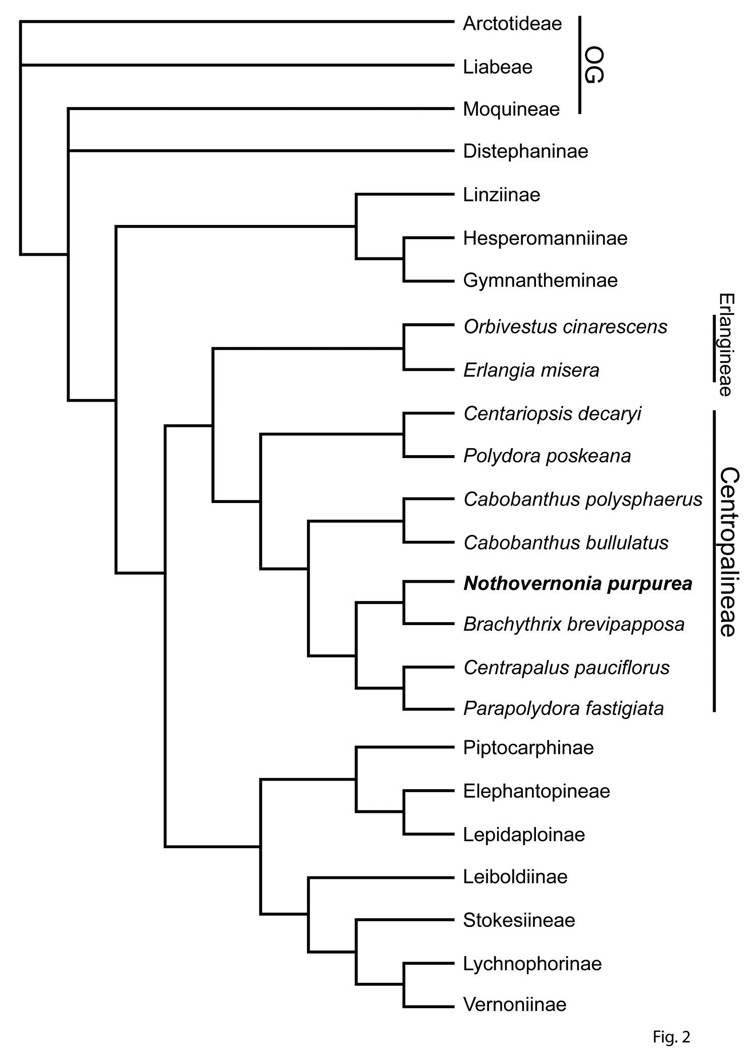 Arctotideae
Liabeae
OG
Moquineae
Distephaninae
Linziinae
Hesperomanniinae
Gymnantheminae
Orbivestus cinarescens
Erlangia misera
Erlangineae
Centariopsis decaryi
Polydora poskeana
Cabobanthus polysphaerus
Cabobanthus bullulatus
Nothovernonia purpurea
Brachythrix brevipapposa
Centrapalus pauciflorus
Parapolydora fastigiata
Centropalineae
Piptocarphinae
Elephantopineae
Lepidaploinae
Leiboldiinae
Stokesiineae
Lychnophorinae
Vernoniinae
Fig. 2